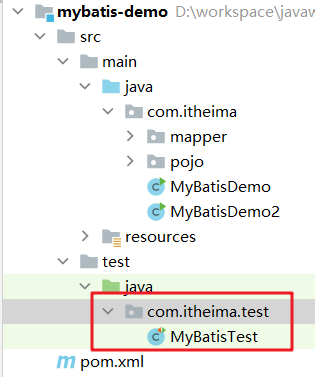 mybatis-demo D:\workspace\javaw
src
main
java
com.itheima
mapper
pojo
MyBatisDemo
MyBatisDemo2
resources
test
java
com.itheima.test
MyBatisTest
pom.xml